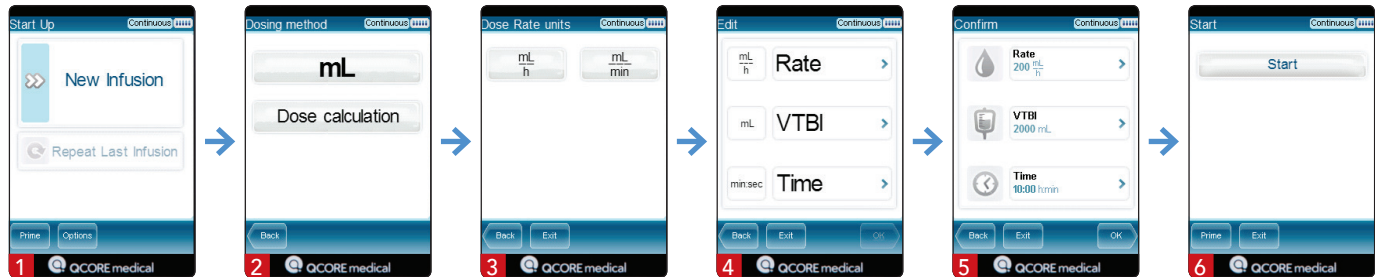 Start Up
Continuous
New Infusion
Repeat Last Infusion
Prime
Options
1
QCORE medical
Dosing method
Continuous
mL
Dose calculation
Back
2
QCORE medical
Dose Rate units
Continuous
mL
h
mL
min
Back
Exit
3
QCORE medical
Edit
Continuous
mL
h
Rate
mL
VTBI
min:sec
Time
Back
Exit
OK
4
QCORE medical
Confirm
Continuous
Rate
200 mL
h
VTBI
2000 mL
Time
10:00 h:min
Back
Exit
OK
5
QCORE medical
Start
Continuous
Start
Prime
Exit
6
QCORE medical